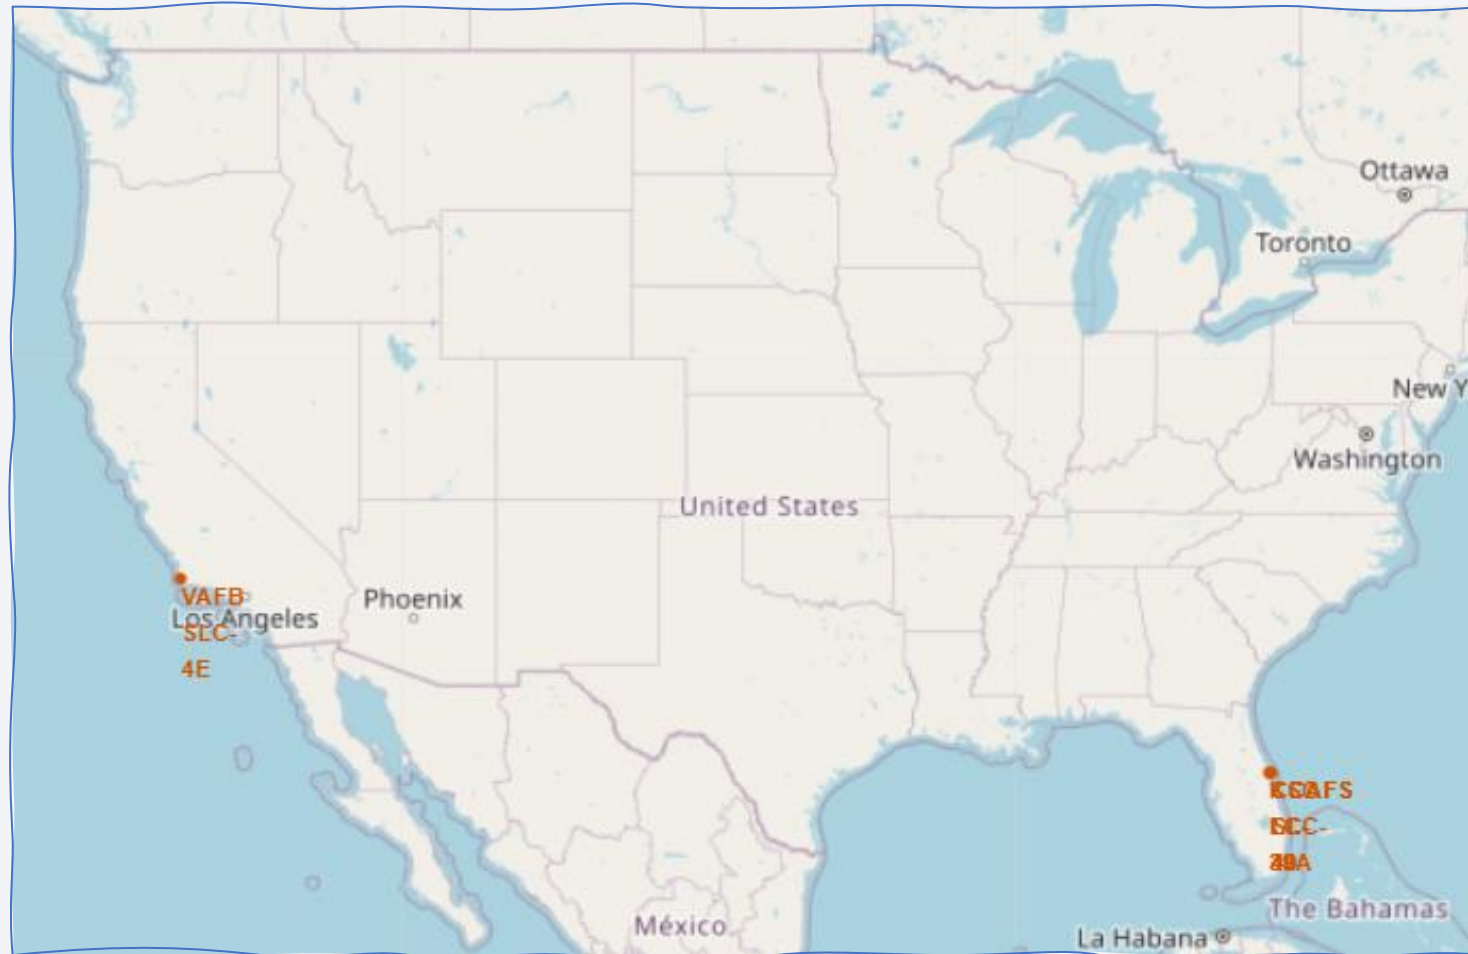 Ottawa
Toronto
New Y
Washington
United States
VAFB
Los Angeles
SLC-
4E
Phoenix
México
The Bahamas
La Habana